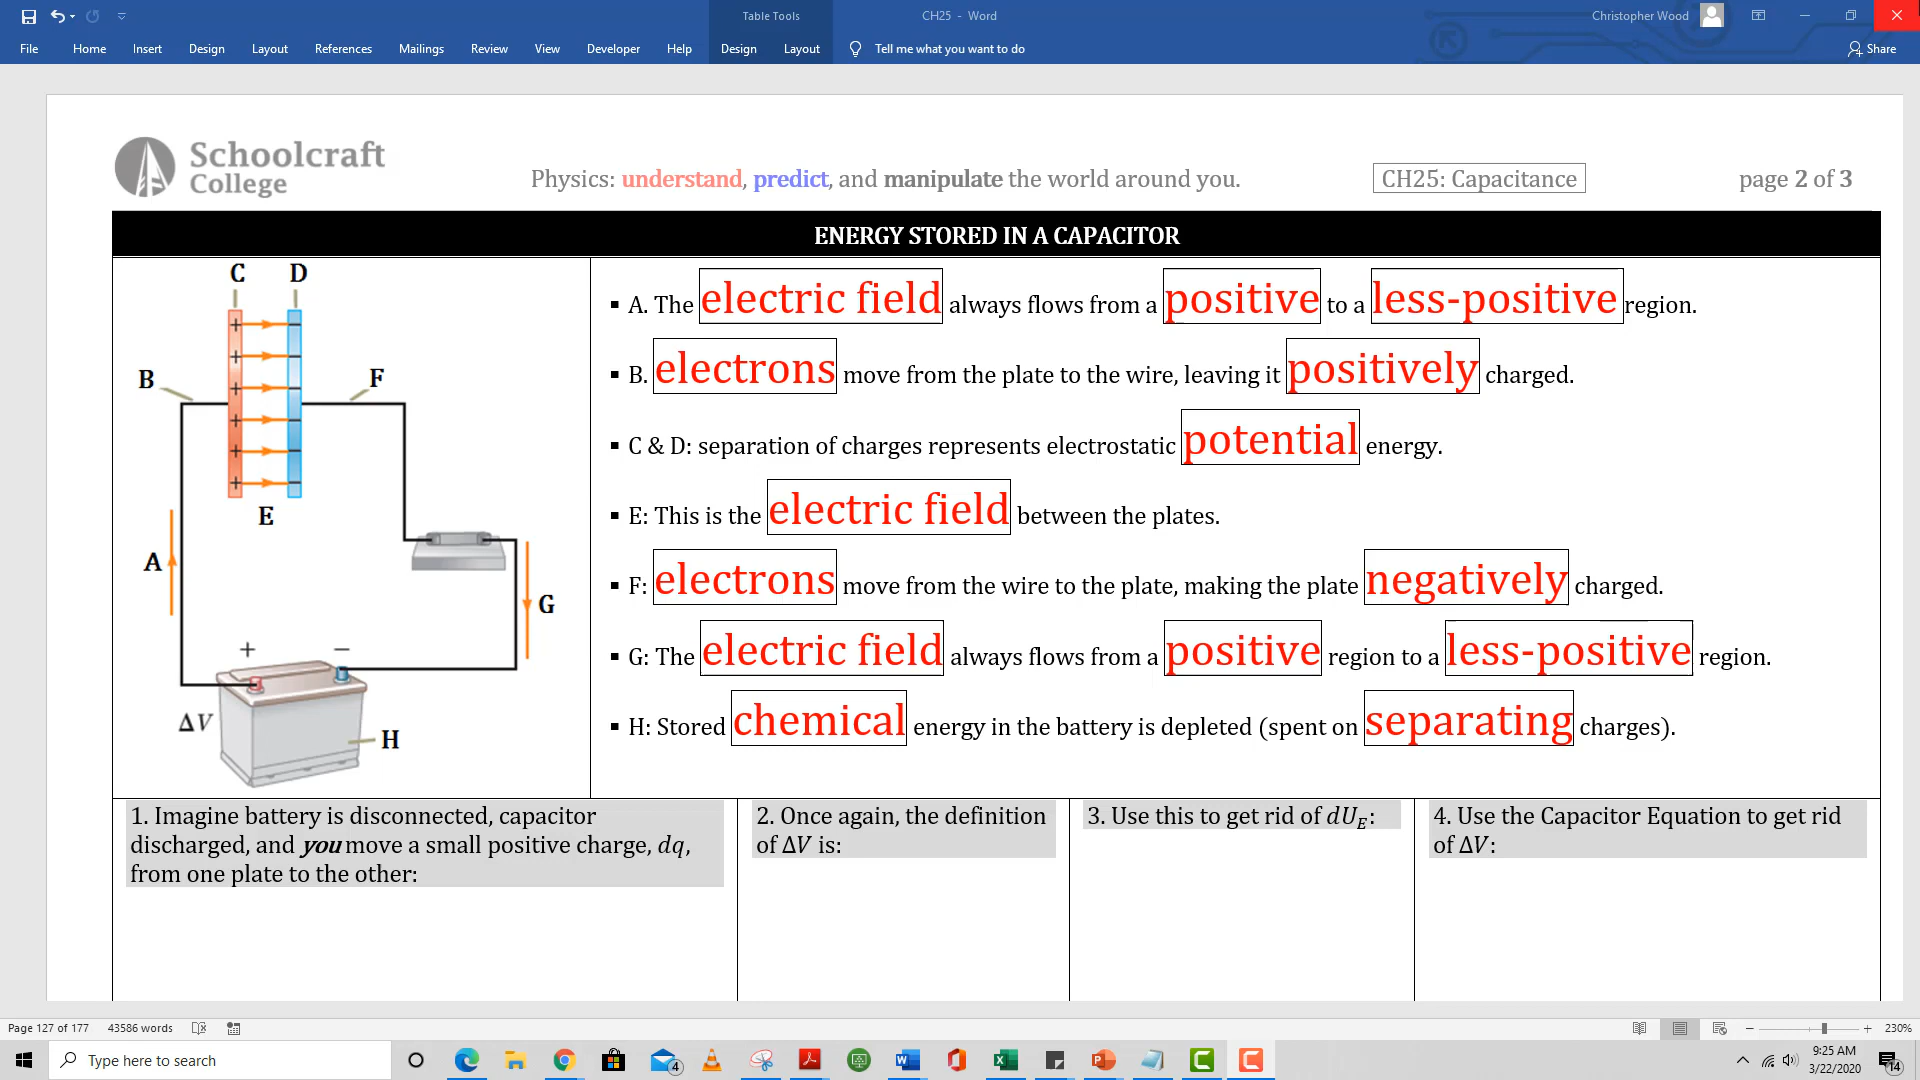 Table Tools
CH25 - Word
Christopher Wood
File Home Insert Design Layout References Mailings Review View Developer Help Design Layout Tell me what you want to do Share
Schoolcraft
College
Physics: understand, predict, and manipulate the world around you.
CH25: Capacitance
page 2 of 3
ENERGY STORED IN A CAPACITOR
C D
+ −
+ −
B F
+ −
+ −
+ −
+ −
E
A
G
+ −
ΔV
H
▪ A. The electric field always flows from a positive to a less-positive region.
▪ B. electrons move from the plate to the wire, leaving it positively charged.
▪ C & D: separation of charges represents electrostatic potential energy.
▪ E: This is the electric field between the plates.
▪ F: electrons move from the wire to the plate, making the plate negatively charged.
▪ G: The electric field always flows from a positive region to a less-positive region.
▪ H: Stored chemical energy in the battery is depleted (spent on separating charges).
1. Imagine battery is disconnected, capacitor
discharged, and you move a small positive charge, dq,
from one plate to the other:
2. Once again, the definition
of ΔV is:
3. Use this to get rid of dU_E:
4. Use the Capacitor Equation to get rid
of ΔV:
Page 127 of 177 43586 words
− + 230%
Type here to search
4
9:25 AM
3/22/2020
14